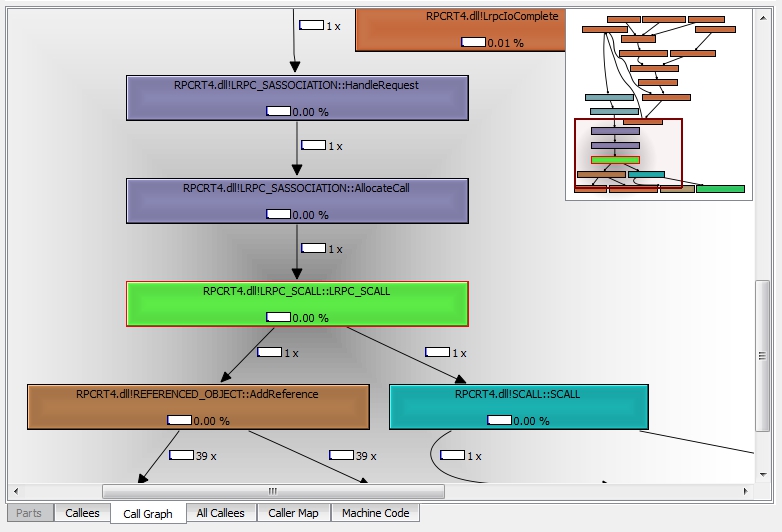 RPCRT4.dll!LrpcIoComplete
1 x
0.01 %
RPCRT4.dll!LRPC_SASSOCIATION::HandleRequest
0.00 %
1 x
RPCRT4.dll!LRPC_SASSOCIATION::AllocateCall
0.00 %
1 x
RPCRT4.dll!LRPC_SCALL::LRPC_SCALL
0.00 %
1 x
1 x
RPCRT4.dll!REFERENCED_OBJECT::AddReference
0.00 %
RPCRT4.dll!SCALL::SCALL
0.00 %
39 x
39 x
1 x
Parts
Callees
Call Graph
All Callees
Caller Map
Machine Code